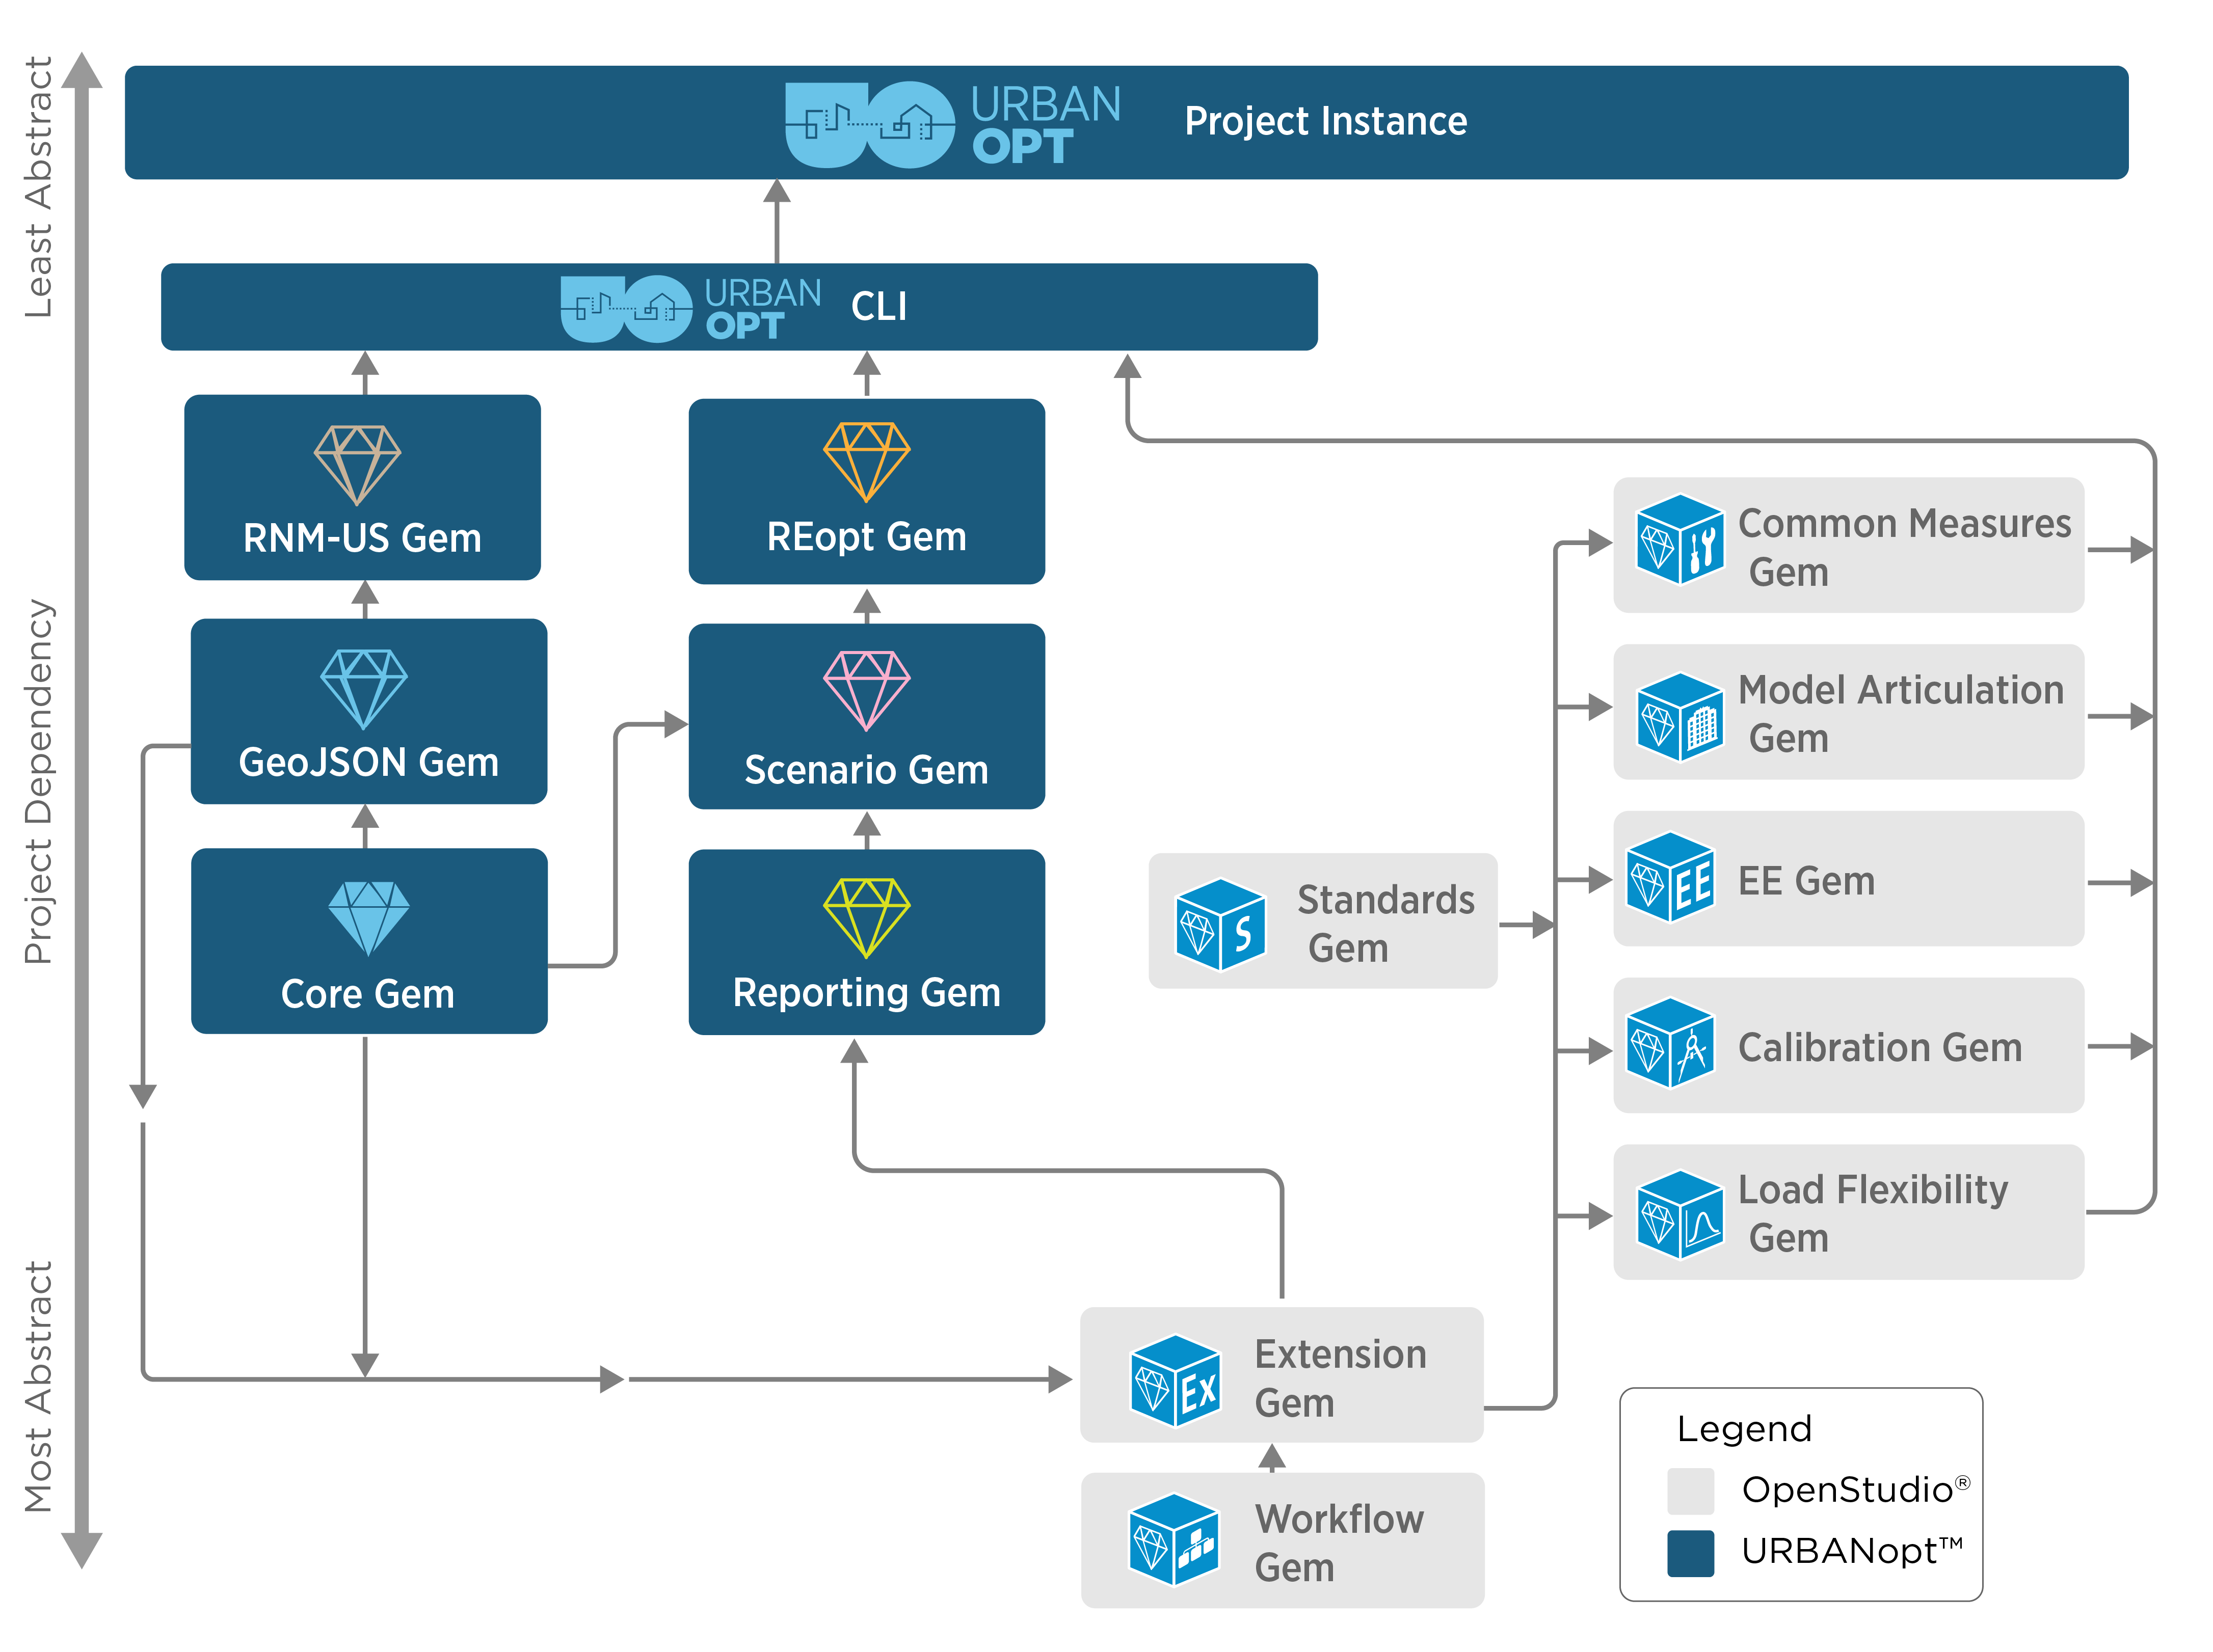 Least Abstract
Project Dependency
Most Abstract
URBAN
OPT
Project Instance
URBAN
OPT
CLI
RNM-US Gem
REopt Gem
GeoJSON Gem
Scenario Gem
Core Gem
Reporting Gem
S
Standards
Gem
Common Measures
Gem
Model Articulation
Gem
EE
EE Gem
Calibration Gem
Load Flexibility
Gem
Ex
Extension
Gem
Workflow
Gem
Legend
OpenStudio®
URBANopt™